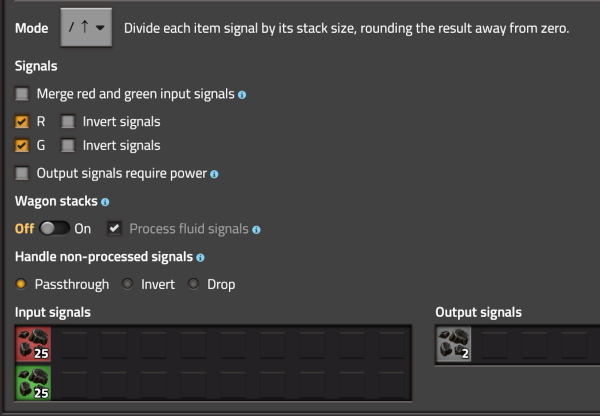 Mode / ↑ Divide each item signal by its stack size, rounding the result away from zero.
Signals
Merge red and green input signals
R Invert signals
G Invert signals
Output signals require power
Wagon stacks
Off On Process fluid signals
Handle non-processed signals
Passthrough Invert Drop
Input signals Output signals
25 2
25